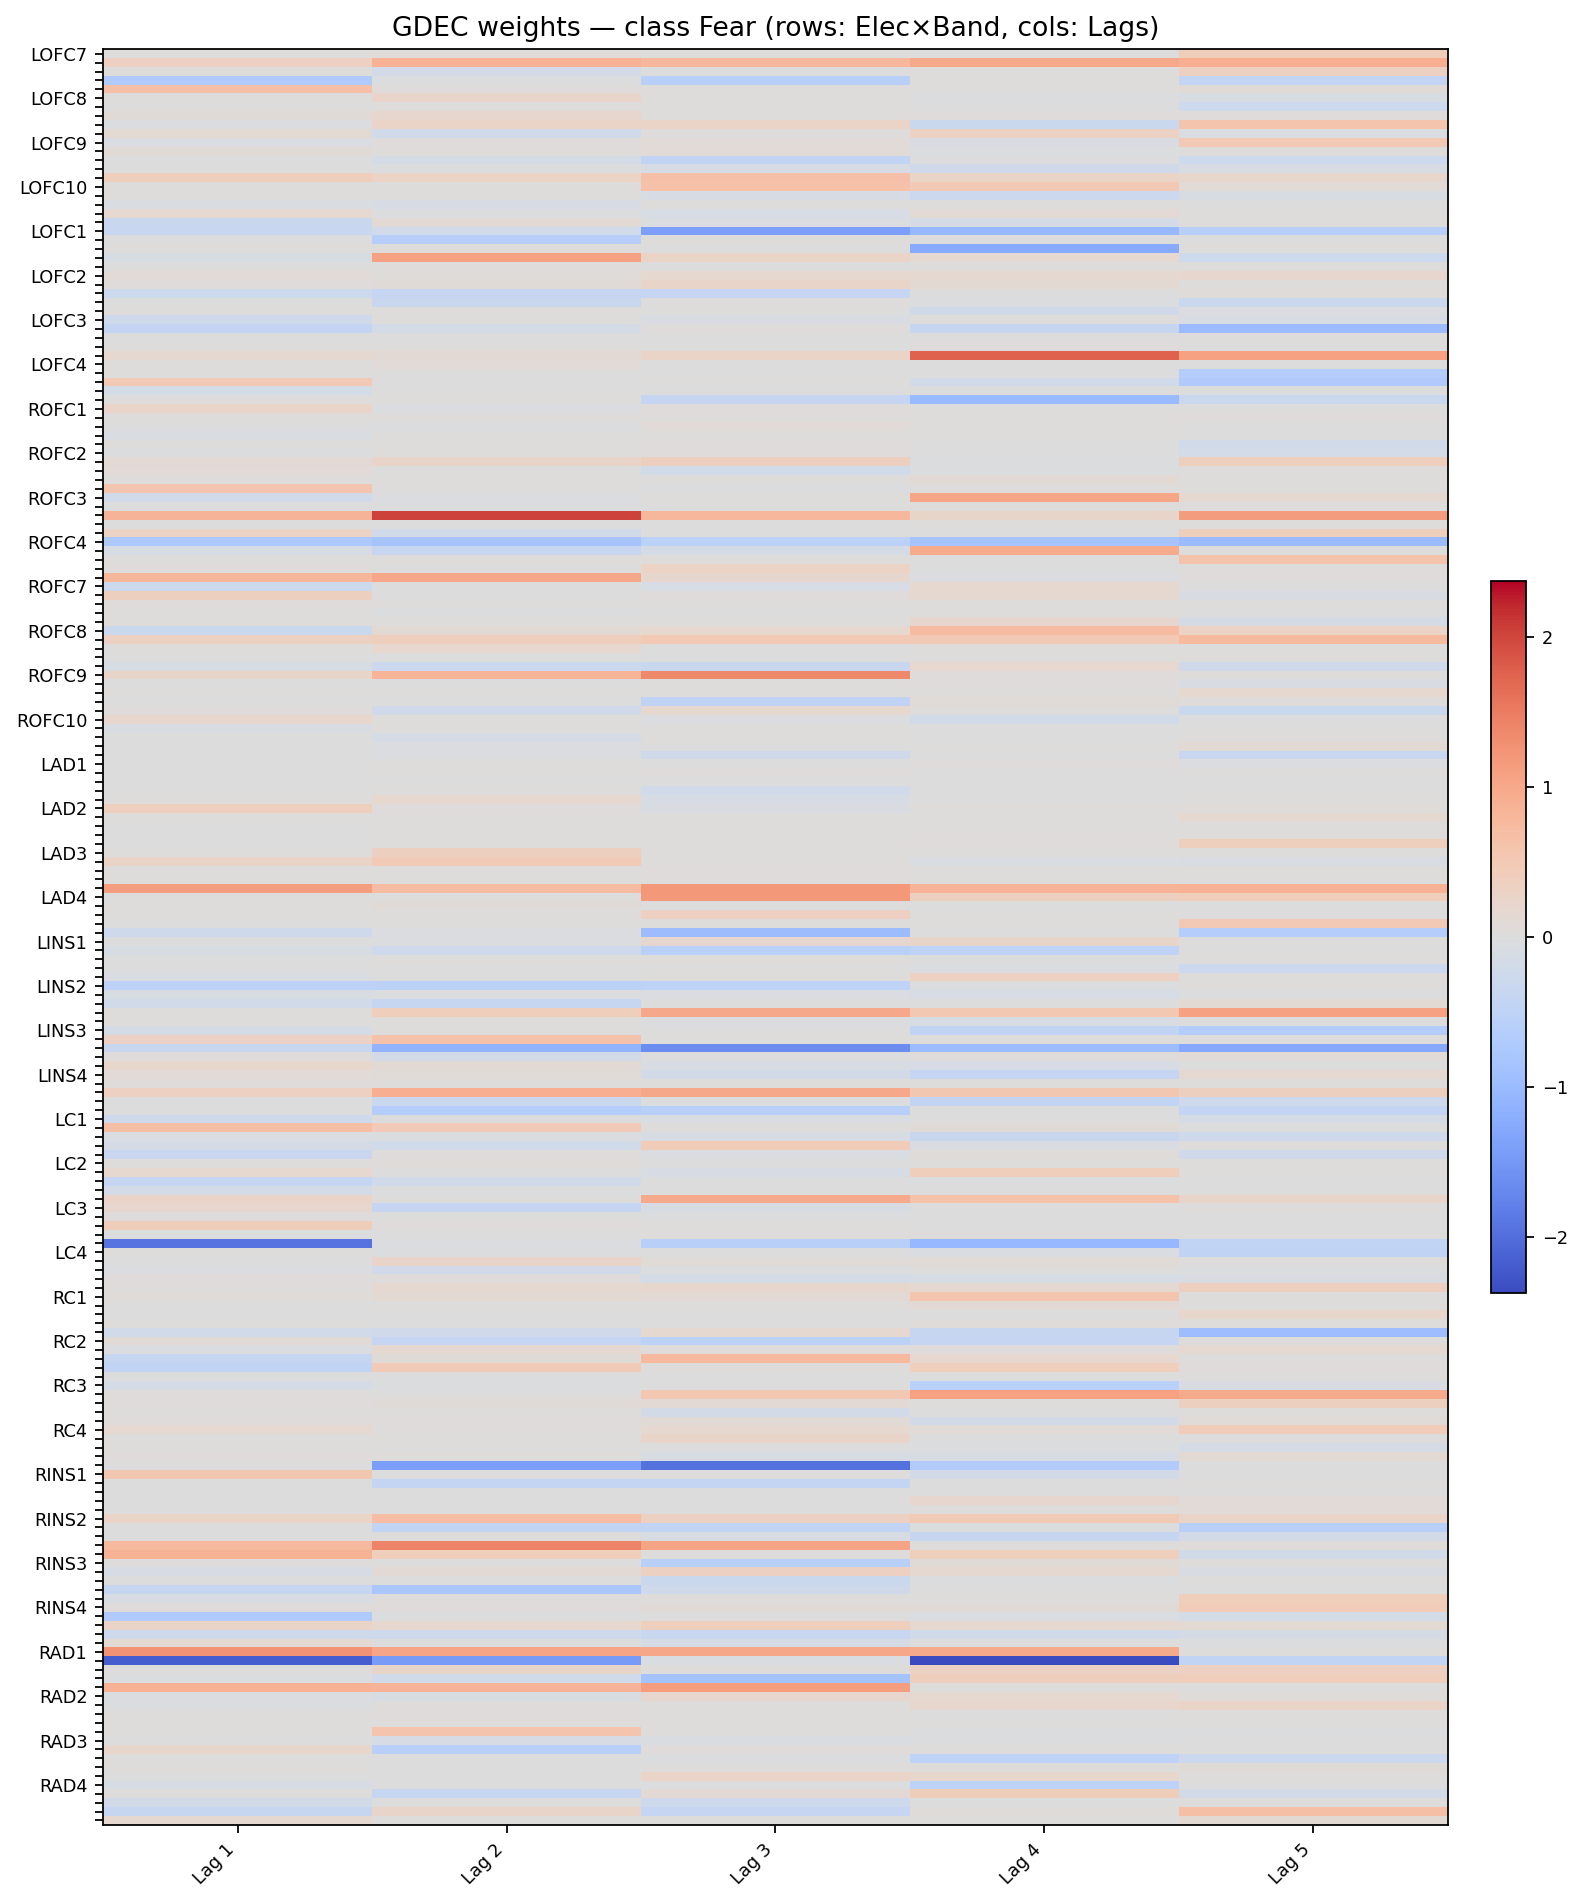 GDEC weights — class Fear (rows: Elec×Band, cols: Lags)
LOFC7
LOFC8
LOFC9
LOFC10
LOFC1
LOFC2
LOFC3
LOFC4
ROFC1
ROFC2
ROFC3
ROFC4
ROFC7
ROFC8
ROFC9
ROFC10
LAD1
LAD2
LAD3
LAD4
LINS1
LINS2
LINS3
LINS4
LC1
LC2
LC3
LC4
RC1
RC2
RC3
RC4
RINS1
RINS2
RINS3
RINS4
RAD1
RAD2
RAD3
RAD4
Lag 1
Lag 2
Lag 3
Lag 4
Lag 5
2
1
0
−1
−2